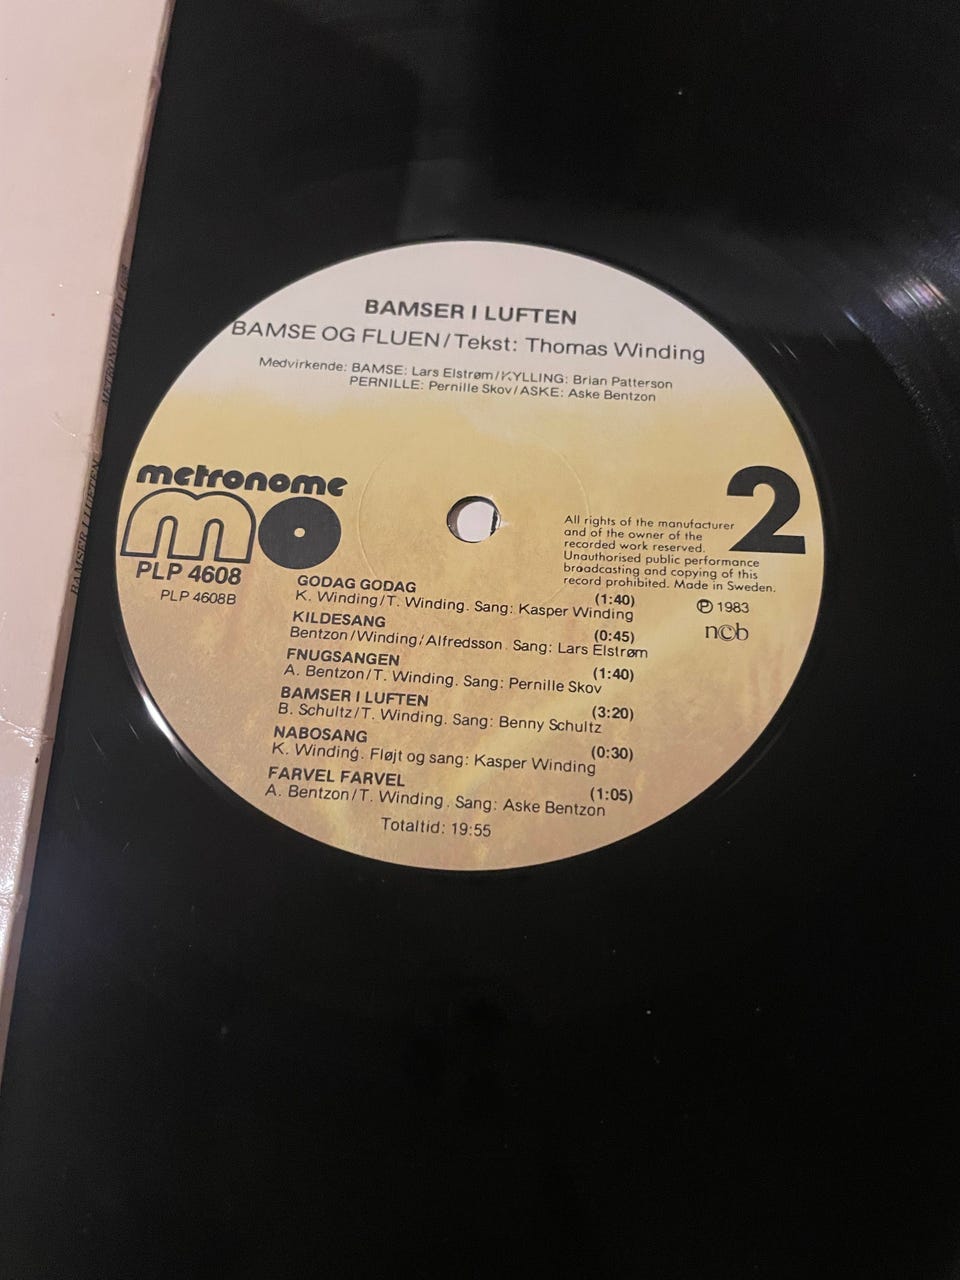 BAMSER I LUFTEN
BAMSE OG FLUEN/Tekst: Thomas Winding
Medvirkende: BAMSE: Lars Elstrøm/KYLLING: Brian Patterson
PERNILLE: Pernille Skov/ASKE: Aske Bentzon
metronome
mo
PLP 4608
PLP 4608B
2
All rights of the manufacturer
and of the owner of the
recorded work reserved.
Unauthorised public performance
broadcasting and copying of this
record prohibited. Made in Sweden.
Ⓟ 1983
ncb
GODAG GODAG (1:40)
K. Winding/T. Winding. Sang: Kasper Winding
KILDESANG (0:45)
Bentzon/Winding/Alfredsson. Sang: Lars Elstrøm
FNUGSANGEN (1:40)
A. Bentzon/T. Winding. Sang: Pernille Skov
BAMSER I LUFTEN (3:20)
B. Schultz/T. Winding. Sang: Benny Schultz
NABOSANG (0:30)
K. Winding. Fløjt og sang: Kasper Winding
FARVEL FARVEL (1:05)
A. Bentzon/T. Winding. Sang: Aske Bentzon
Totaltid: 19:55
BAMSER I LUFTEN METRONOME PLP